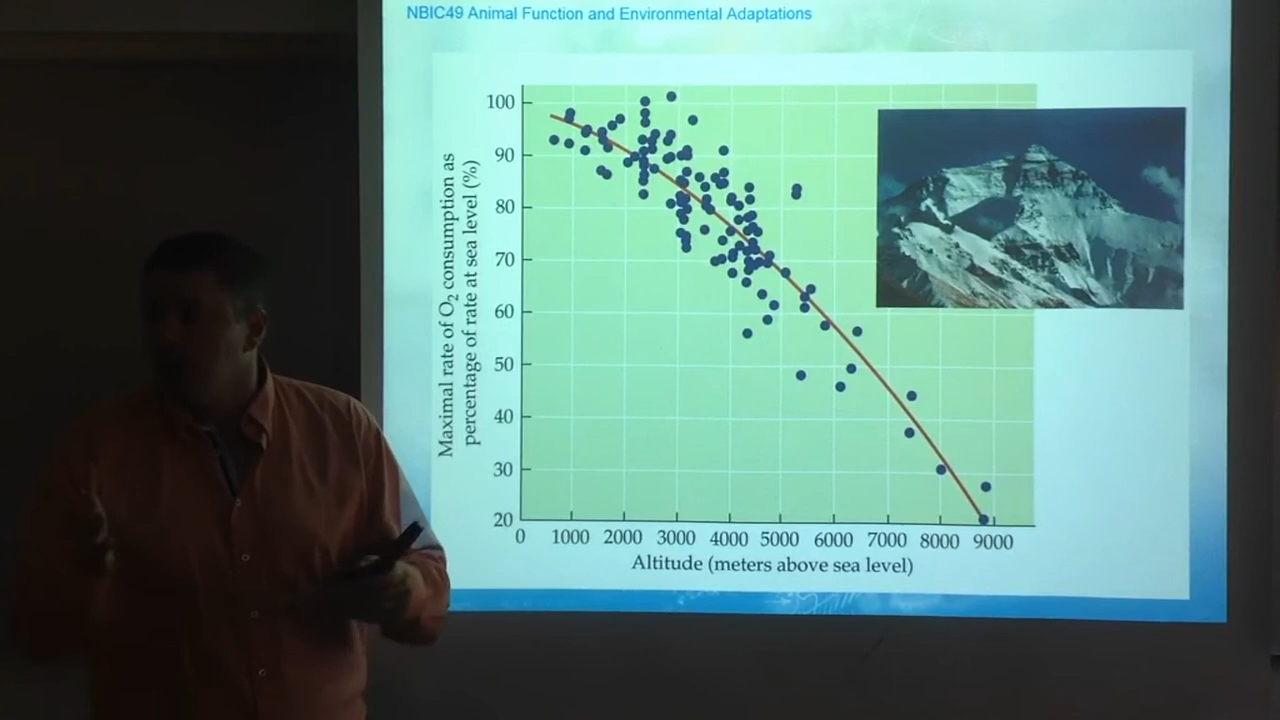 NBIC49 Animal Function and Environmental Adaptations
Maximal rate of O₂ consumption as
percentage of rate at sea level (%)
100
90
80
70
60
50
40
30
20
0 1000 2000 3000 4000 5000 6000 7000 8000 9000
Altitude (meters above sea level)